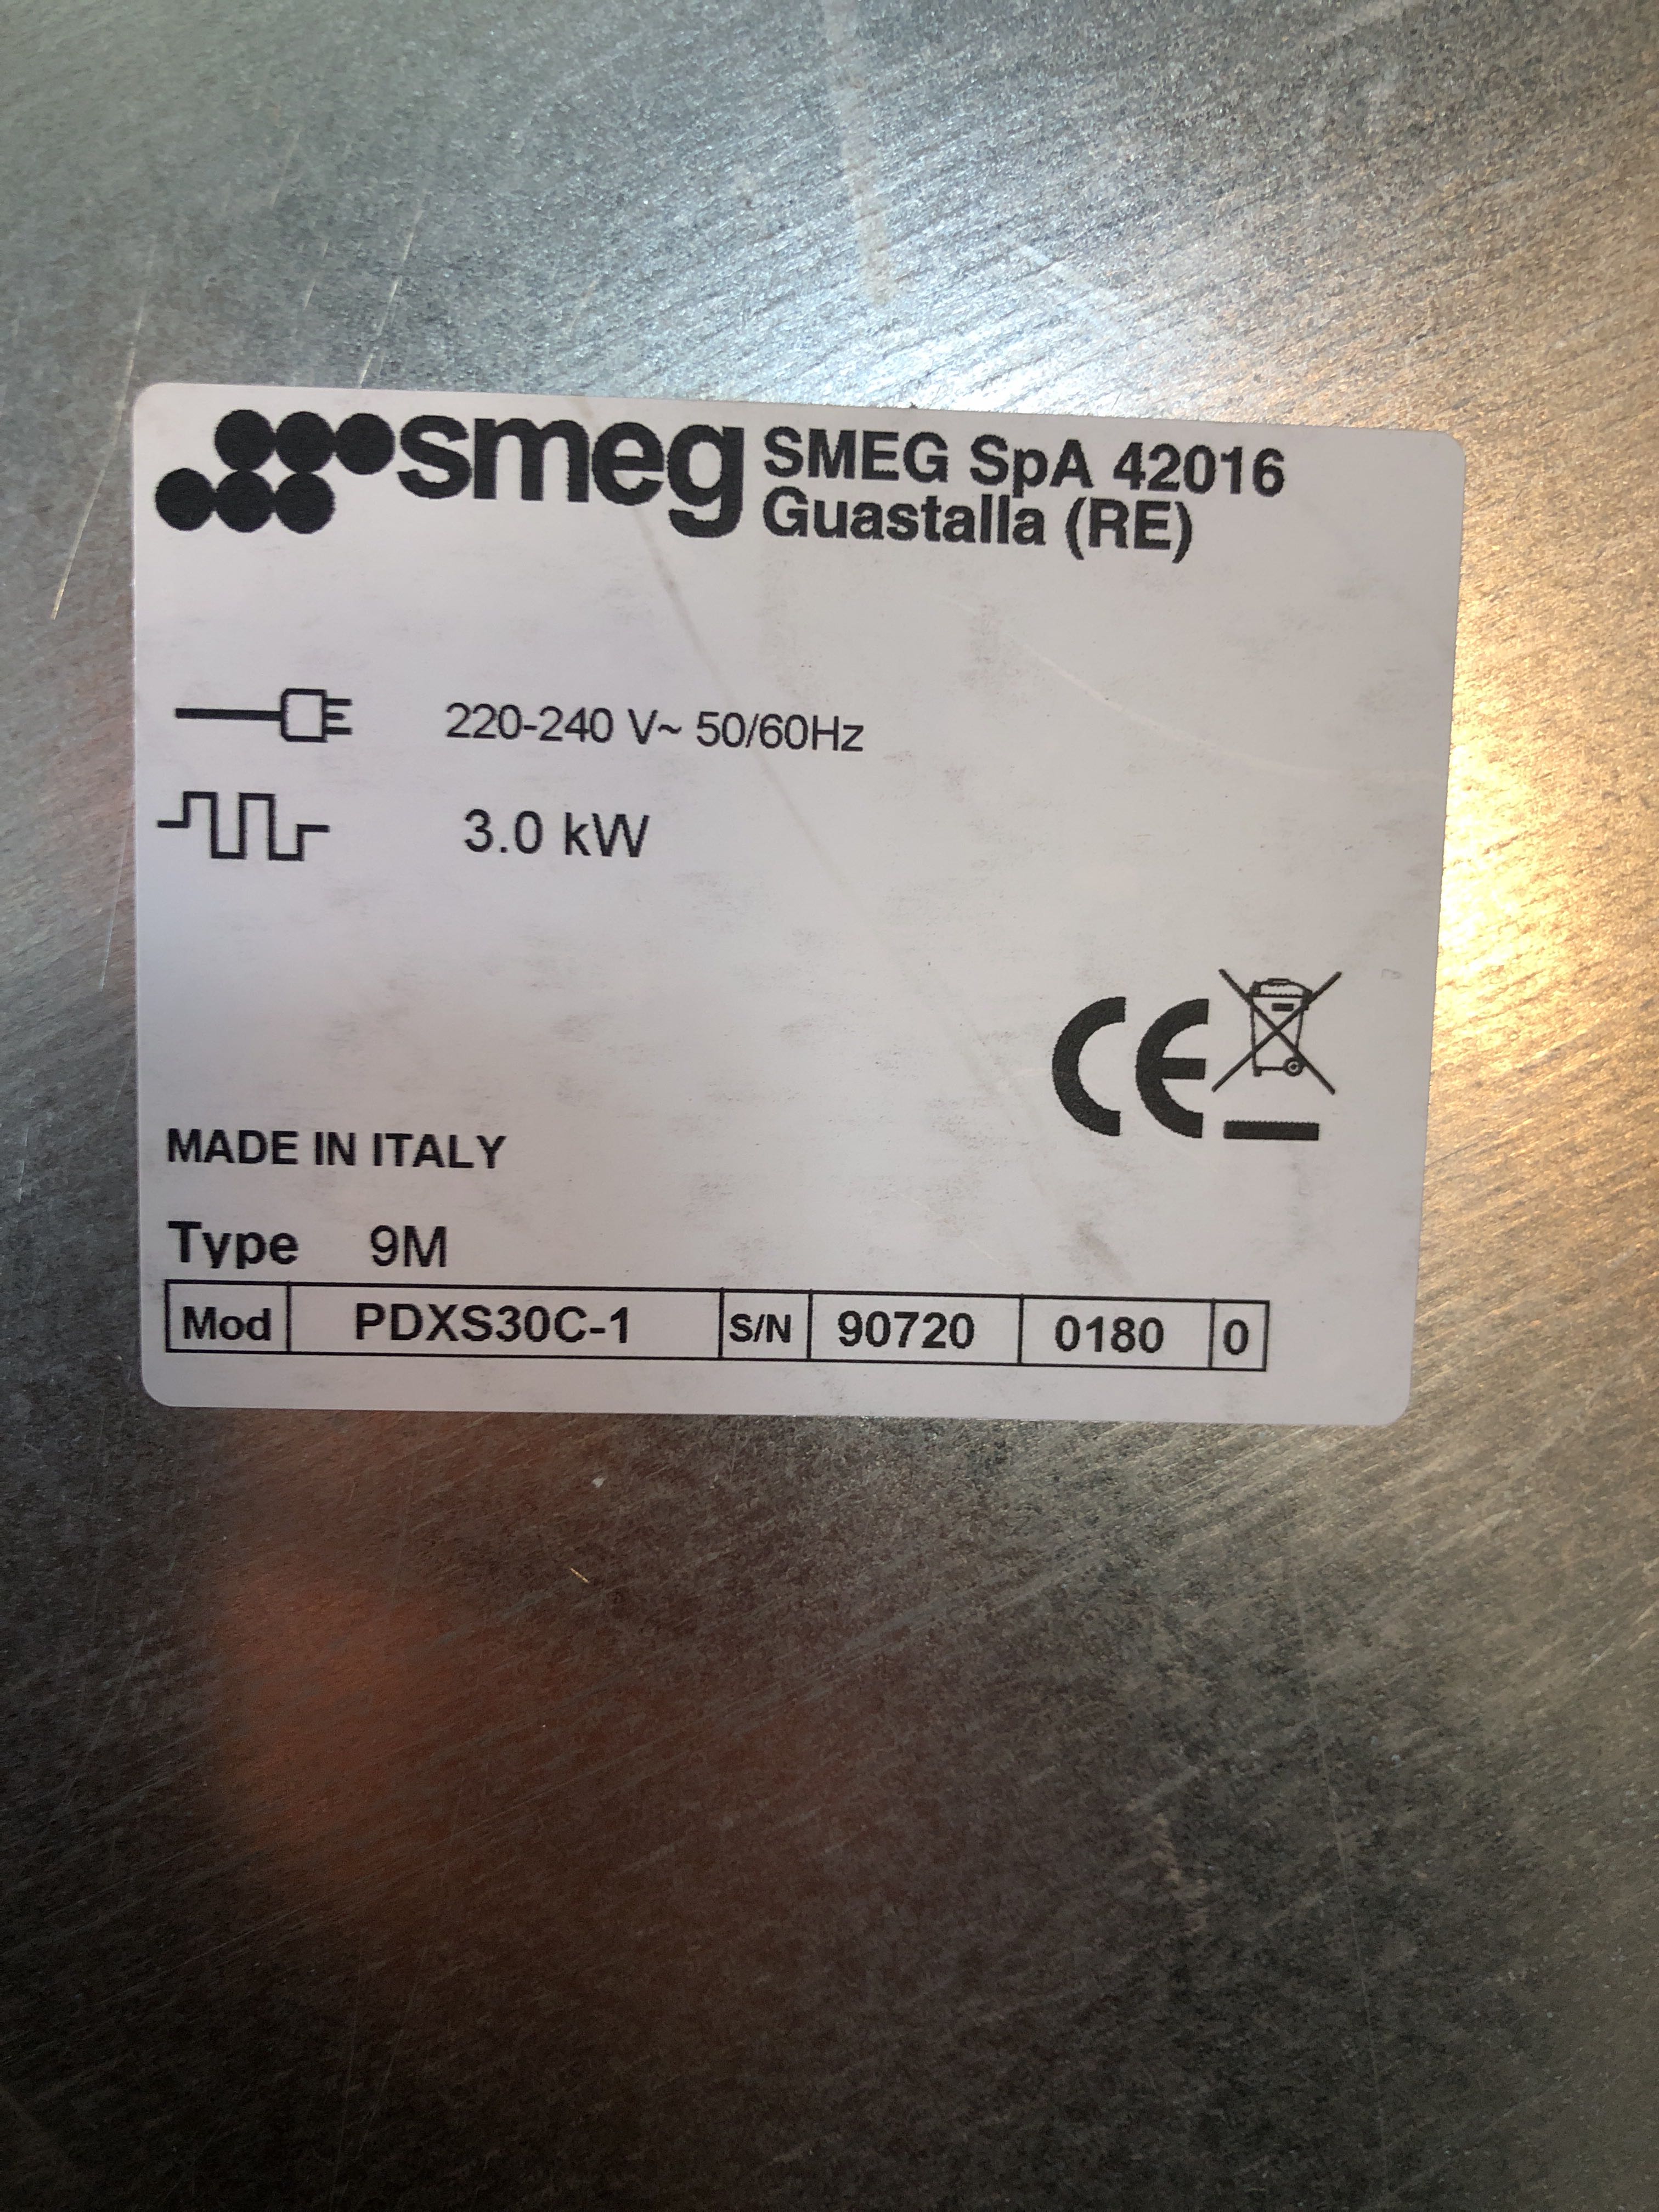 smeg SMEG SpA 42016
Guastalla (RE)
220-240 V~ 50/60Hz
3.0 kW
CE
MADE IN ITALY
Type 9M
Mod PDXS30C-1 S/N 90720 0180 0